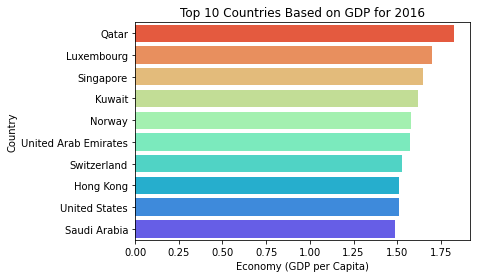 Top 10 Countries Based on GDP for 2016
Country
Qatar
Luxembourg
Singapore
Kuwait
Norway
United Arab Emirates
Switzerland
Hong Kong
United States
Saudi Arabia
0.00 0.25 0.50 0.75 1.00 1.25 1.50 1.75
Economy (GDP per Capita)